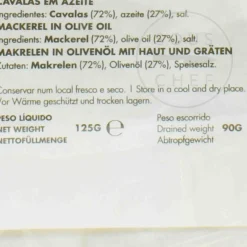 CAVALAS EM AZEITE
Ingredientes: Cavalas (72%), azeite (27%), sal.
MACKEREL IN OLIVE OIL
Ingredients: Mackerel (72%), olive oil (27%), salt.
MAKRELEN IN OLIVENÖL MIT HAUT UND GRÄTEN
Zutaten: Makrelen (72%), Olivenöl (27%), Speisesalz.
Conservar num local fresco e seco. I Store in a cool and dry place.
Vor Wärme geschützt und trocken lagern.
PESO LÍQUIDO
NET WEIGHT 125G e
NETTOFÜLLMENGE
Peso escorrido
Drained weight 90G
Abtropfgewicht